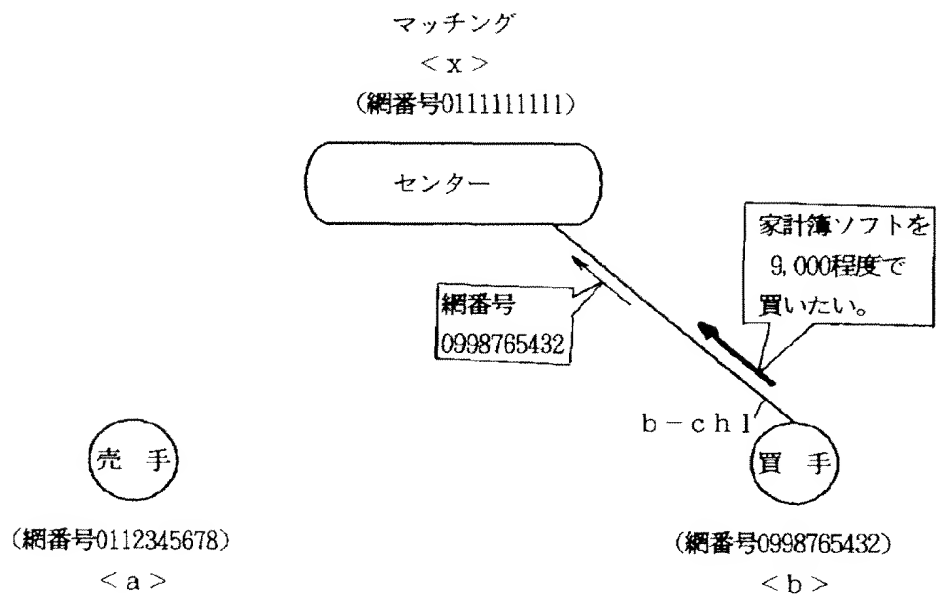 マッチング
＜ｘ＞
（網番号0111111111）
センター
家計簿ソフトを
9,000程度で
買いたい。
網番号
0998765432
ｂ－ｃｈ１
売　手
買　手
（網番号0112345678）
（網番号0998765432）
＜ａ＞
＜ｂ＞